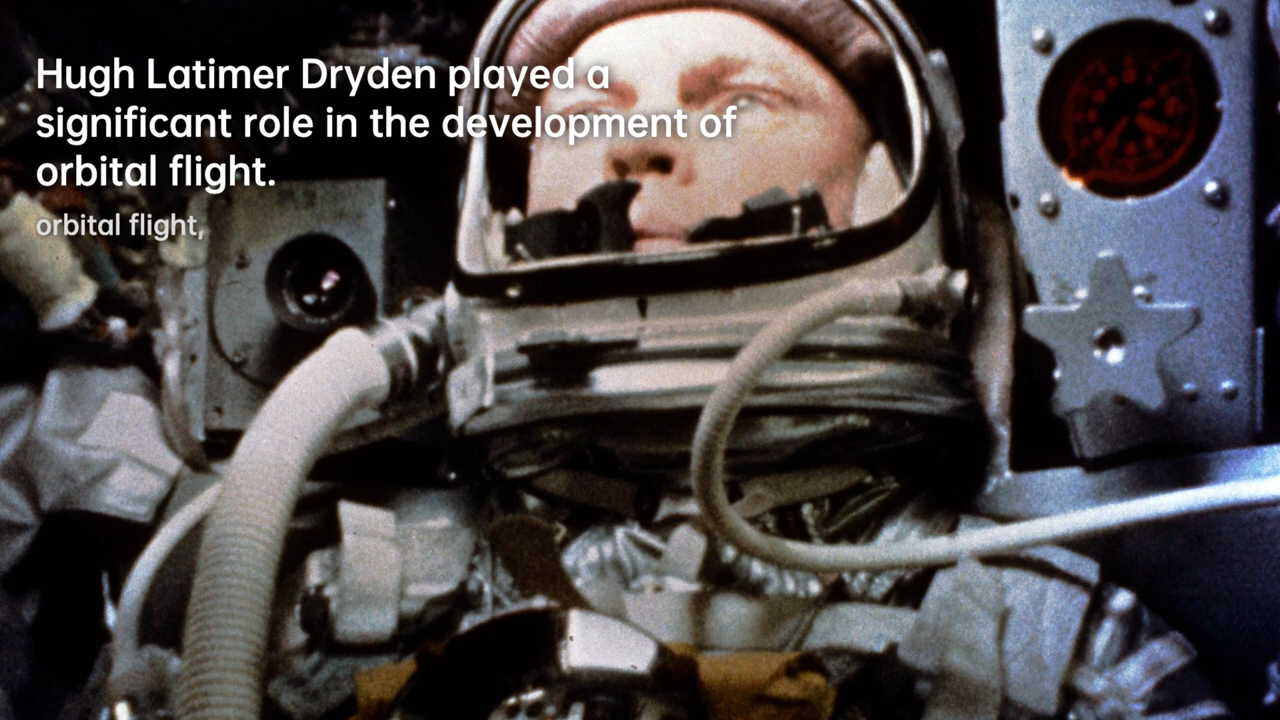 Hugh Latimer Dryden played a
significant role in the development of
orbital flight.
orbital flight,